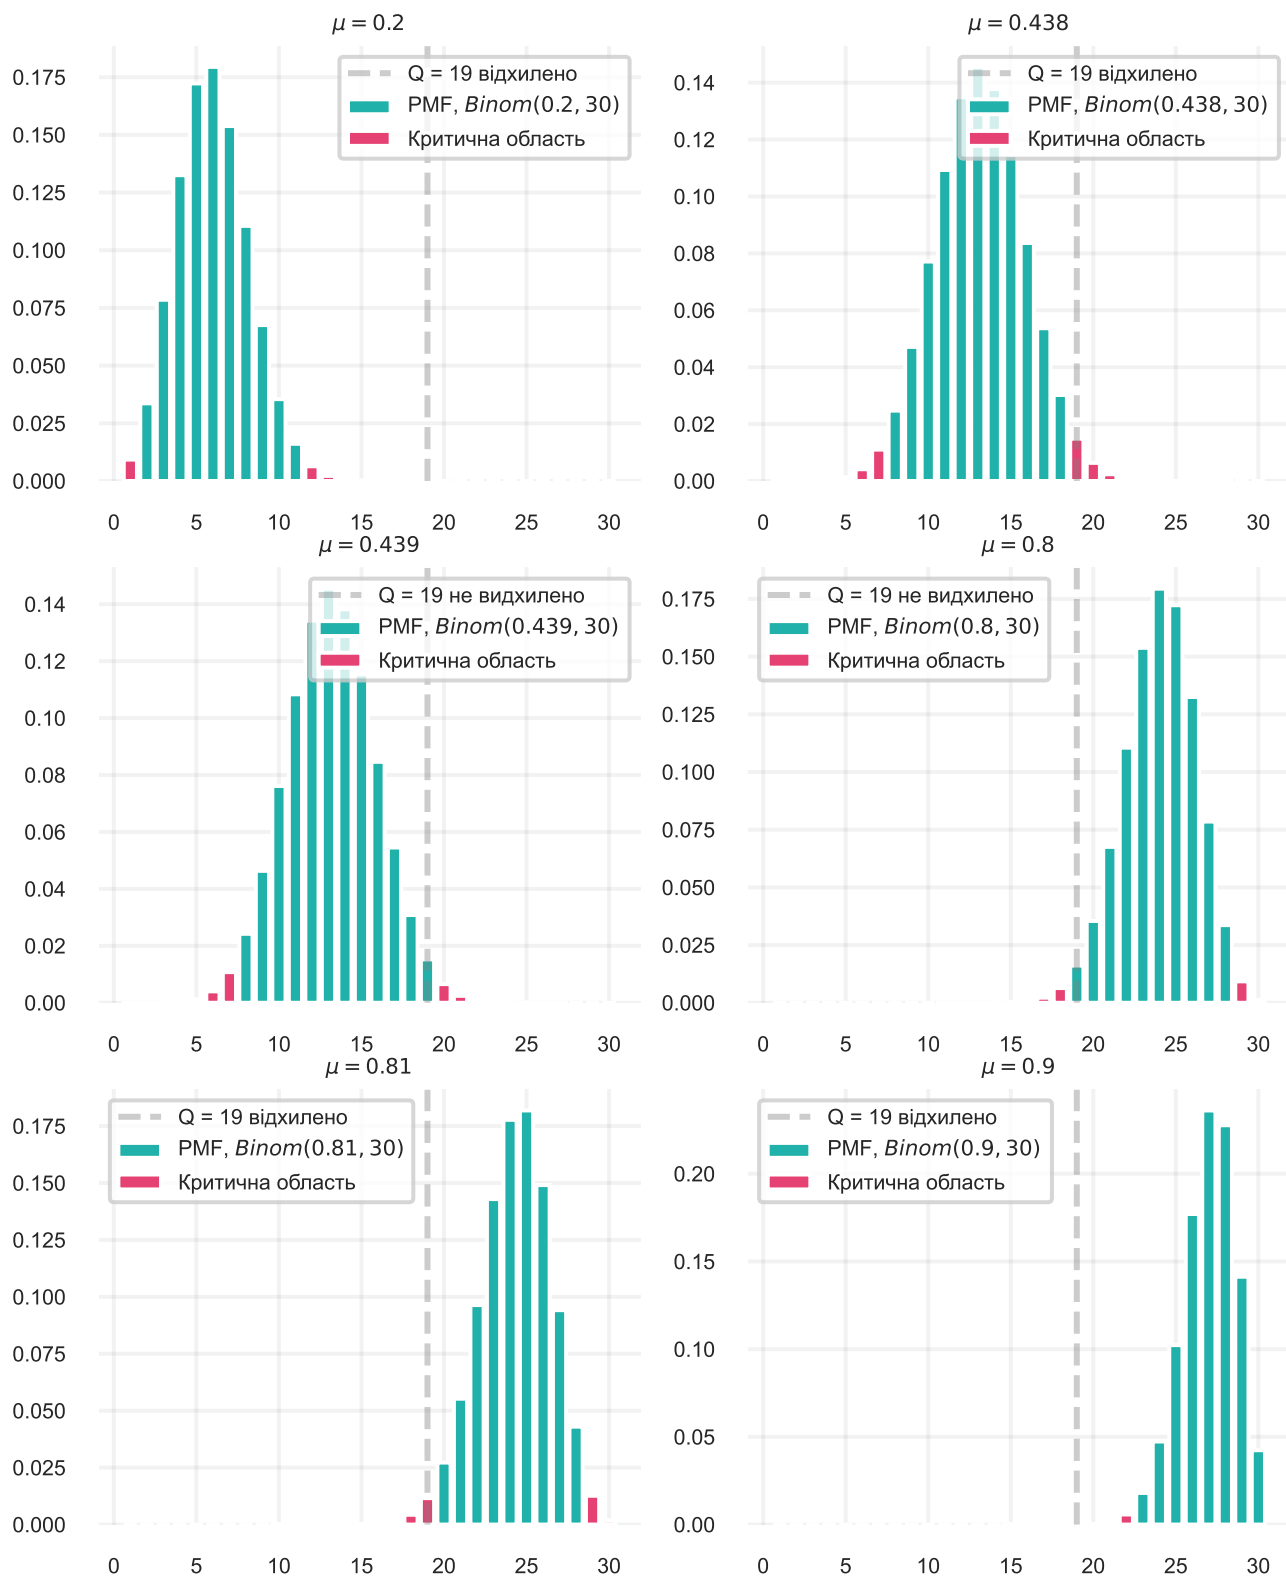 μ = 0.2
Q = 19 відхилено
PMF, Binom(0.2, 30)
Критична область
0.175
0.150
0.125
0.100
0.075
0.050
0.025
0.000
0 5 10 15 20 25 30
μ = 0.438
Q = 19 відхилено
PMF, Binom(0.438, 30)
Критична область
0.14
0.12
0.10
0.08
0.06
0.04
0.02
0.00
0 5 10 15 20 25 30
μ = 0.439
Q = 19 не видхилено
PMF, Binom(0.439, 30)
Критична область
0.14
0.12
0.10
0.08
0.06
0.04
0.02
0.00
0 5 10 15 20 25 30
μ = 0.8
Q = 19 не видхилено
PMF, Binom(0.8, 30)
Критична область
0.175
0.150
0.125
0.100
0.075
0.050
0.025
0.000
0 5 10 15 20 25 30
μ = 0.81
Q = 19 відхилено
PMF, Binom(0.81, 30)
Критична область
0.175
0.150
0.125
0.100
0.075
0.050
0.025
0.000
0 5 10 15 20 25 30
μ = 0.9
Q = 19 відхилено
PMF, Binom(0.9, 30)
Критична область
0.20
0.15
0.10
0.05
0.00
0 5 10 15 20 25 30